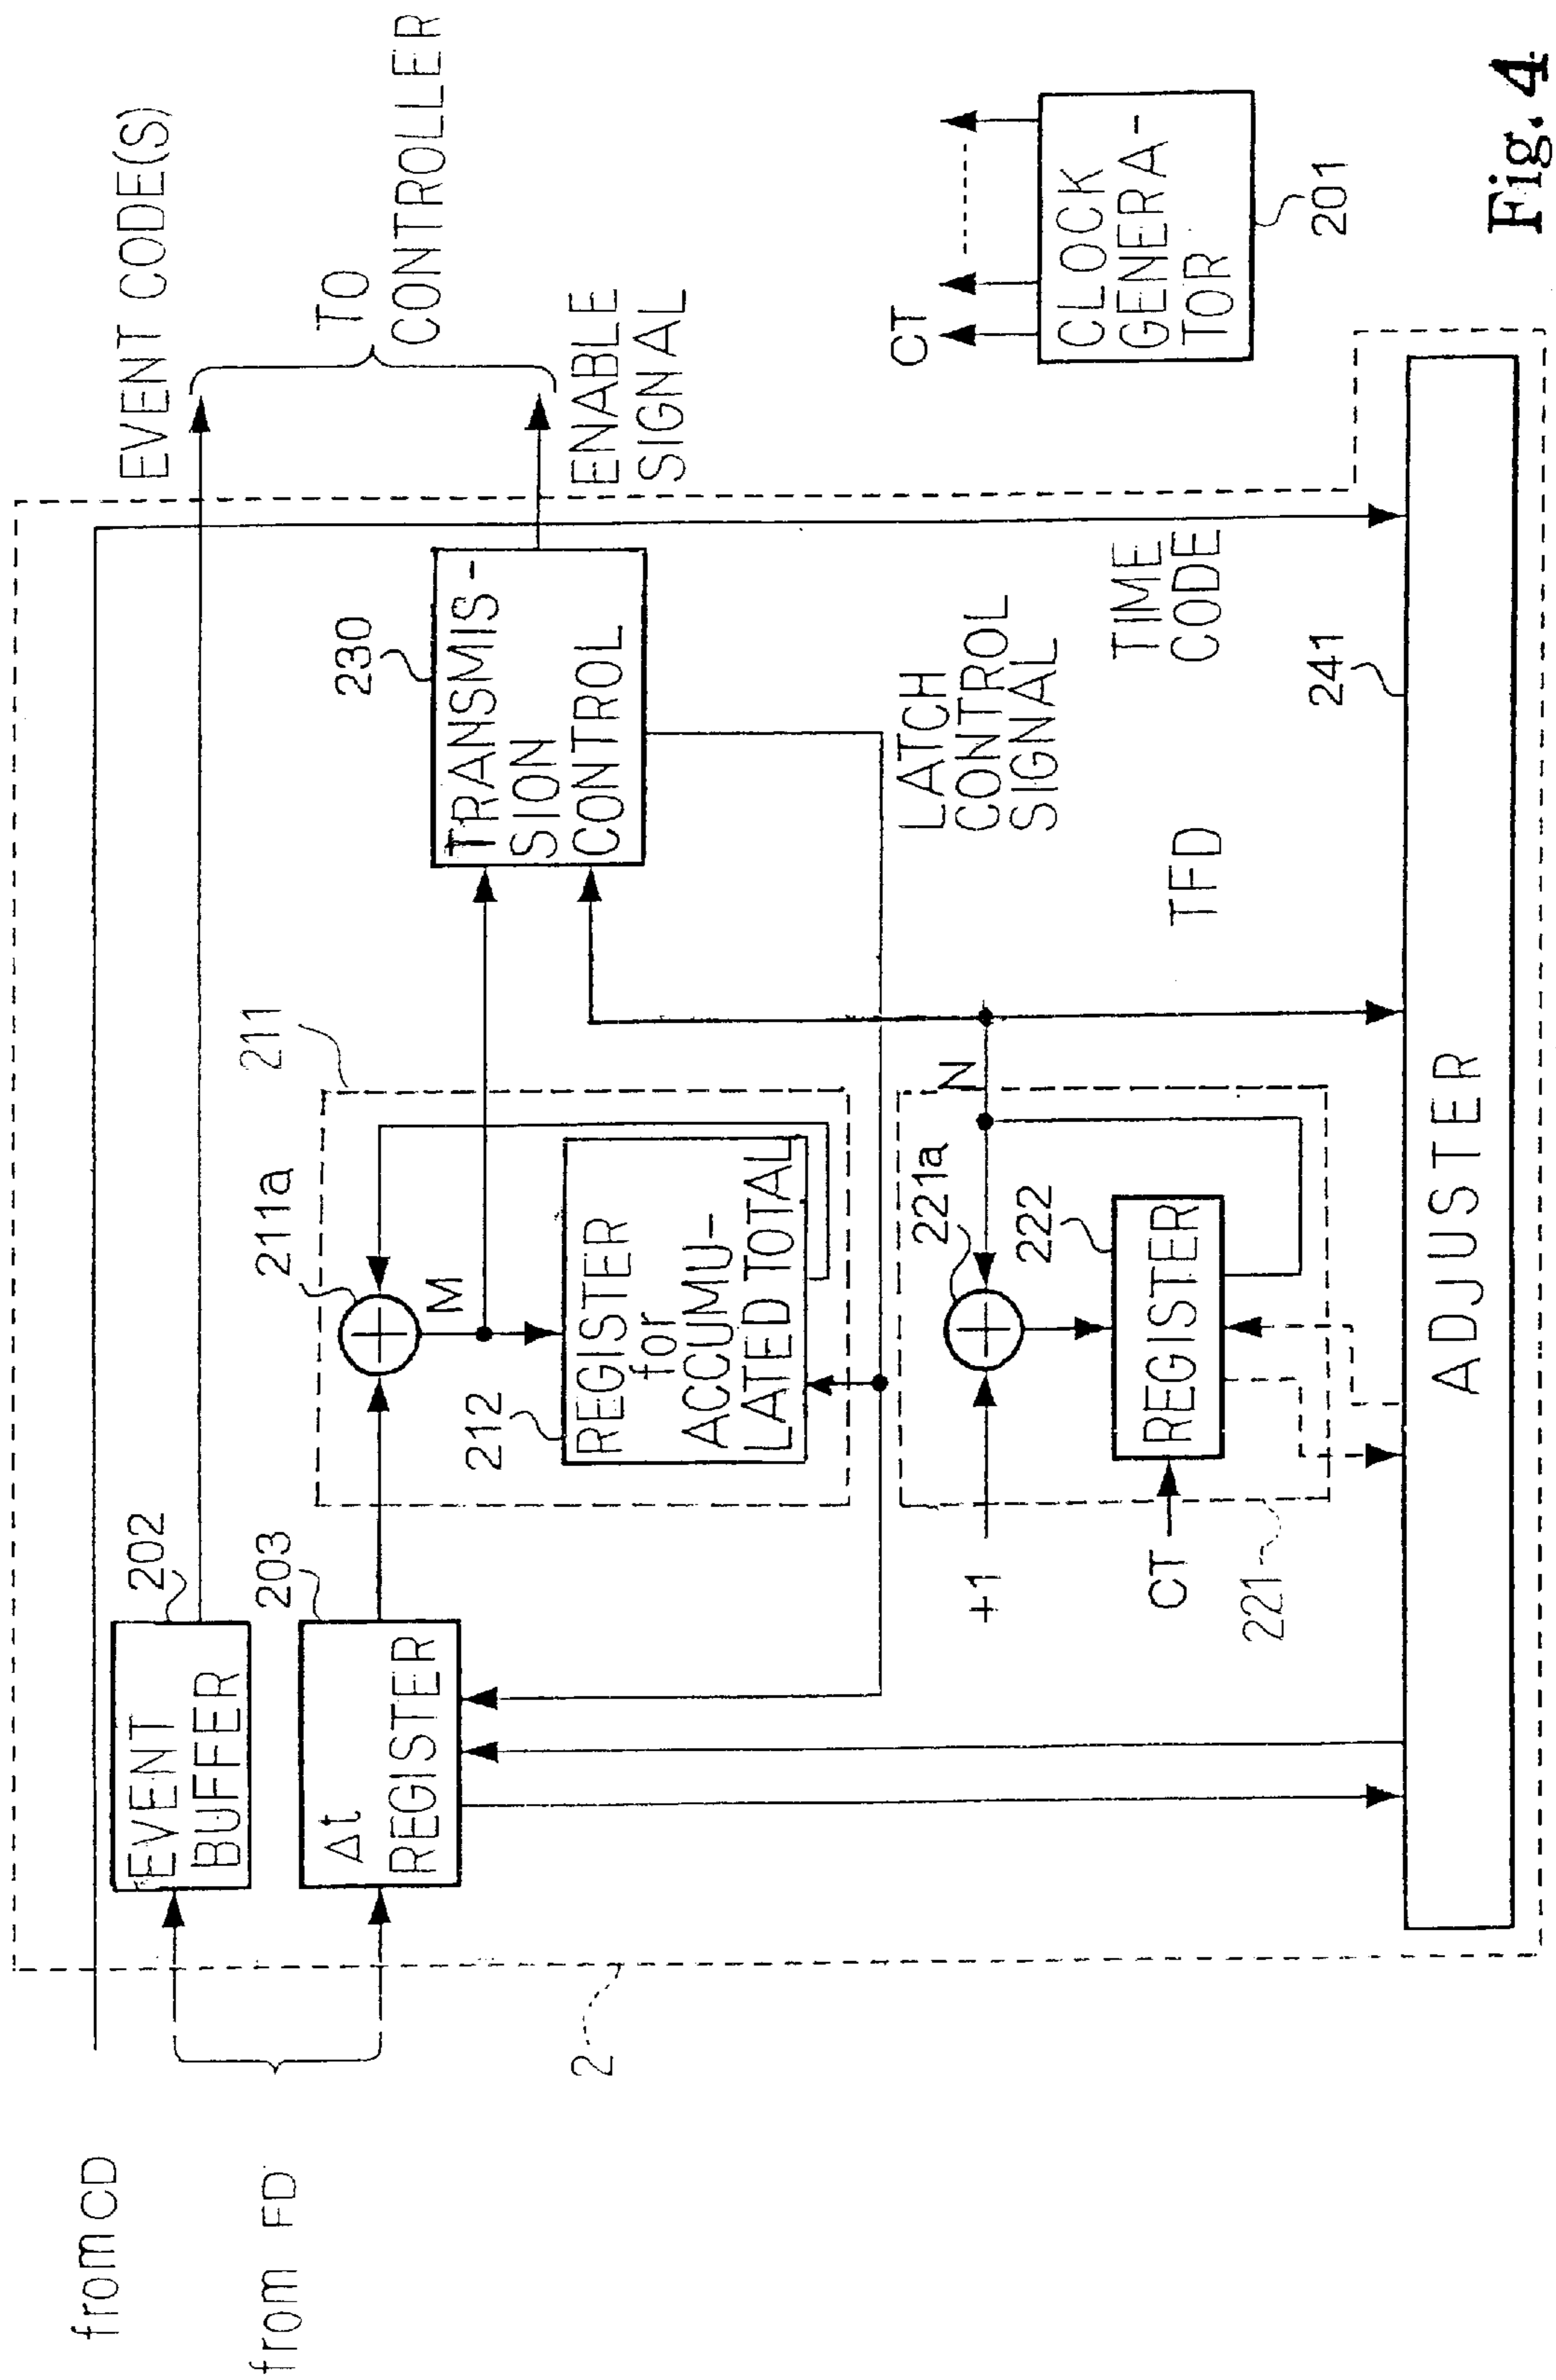 from CD
from FD
EVENT
BUFFER
202
EVENT CODE(S)
Δt
REGISTER
203
TO
CONTROLLER
211a
211
M
212
REGISTER
for
ACCUMU-
LATED TOTAL
230
TRANSMIS-
SION
CONTROL
ENABLE
SIGNAL
2
LATCH
CONTROL
SIGNAL
+1
221a
N
222
REGISTER
CT
221
TFD
TIME
CODE
CT
CLOCK
GENERA-
TOR
201
241
ADJUSTER
Fig. 4